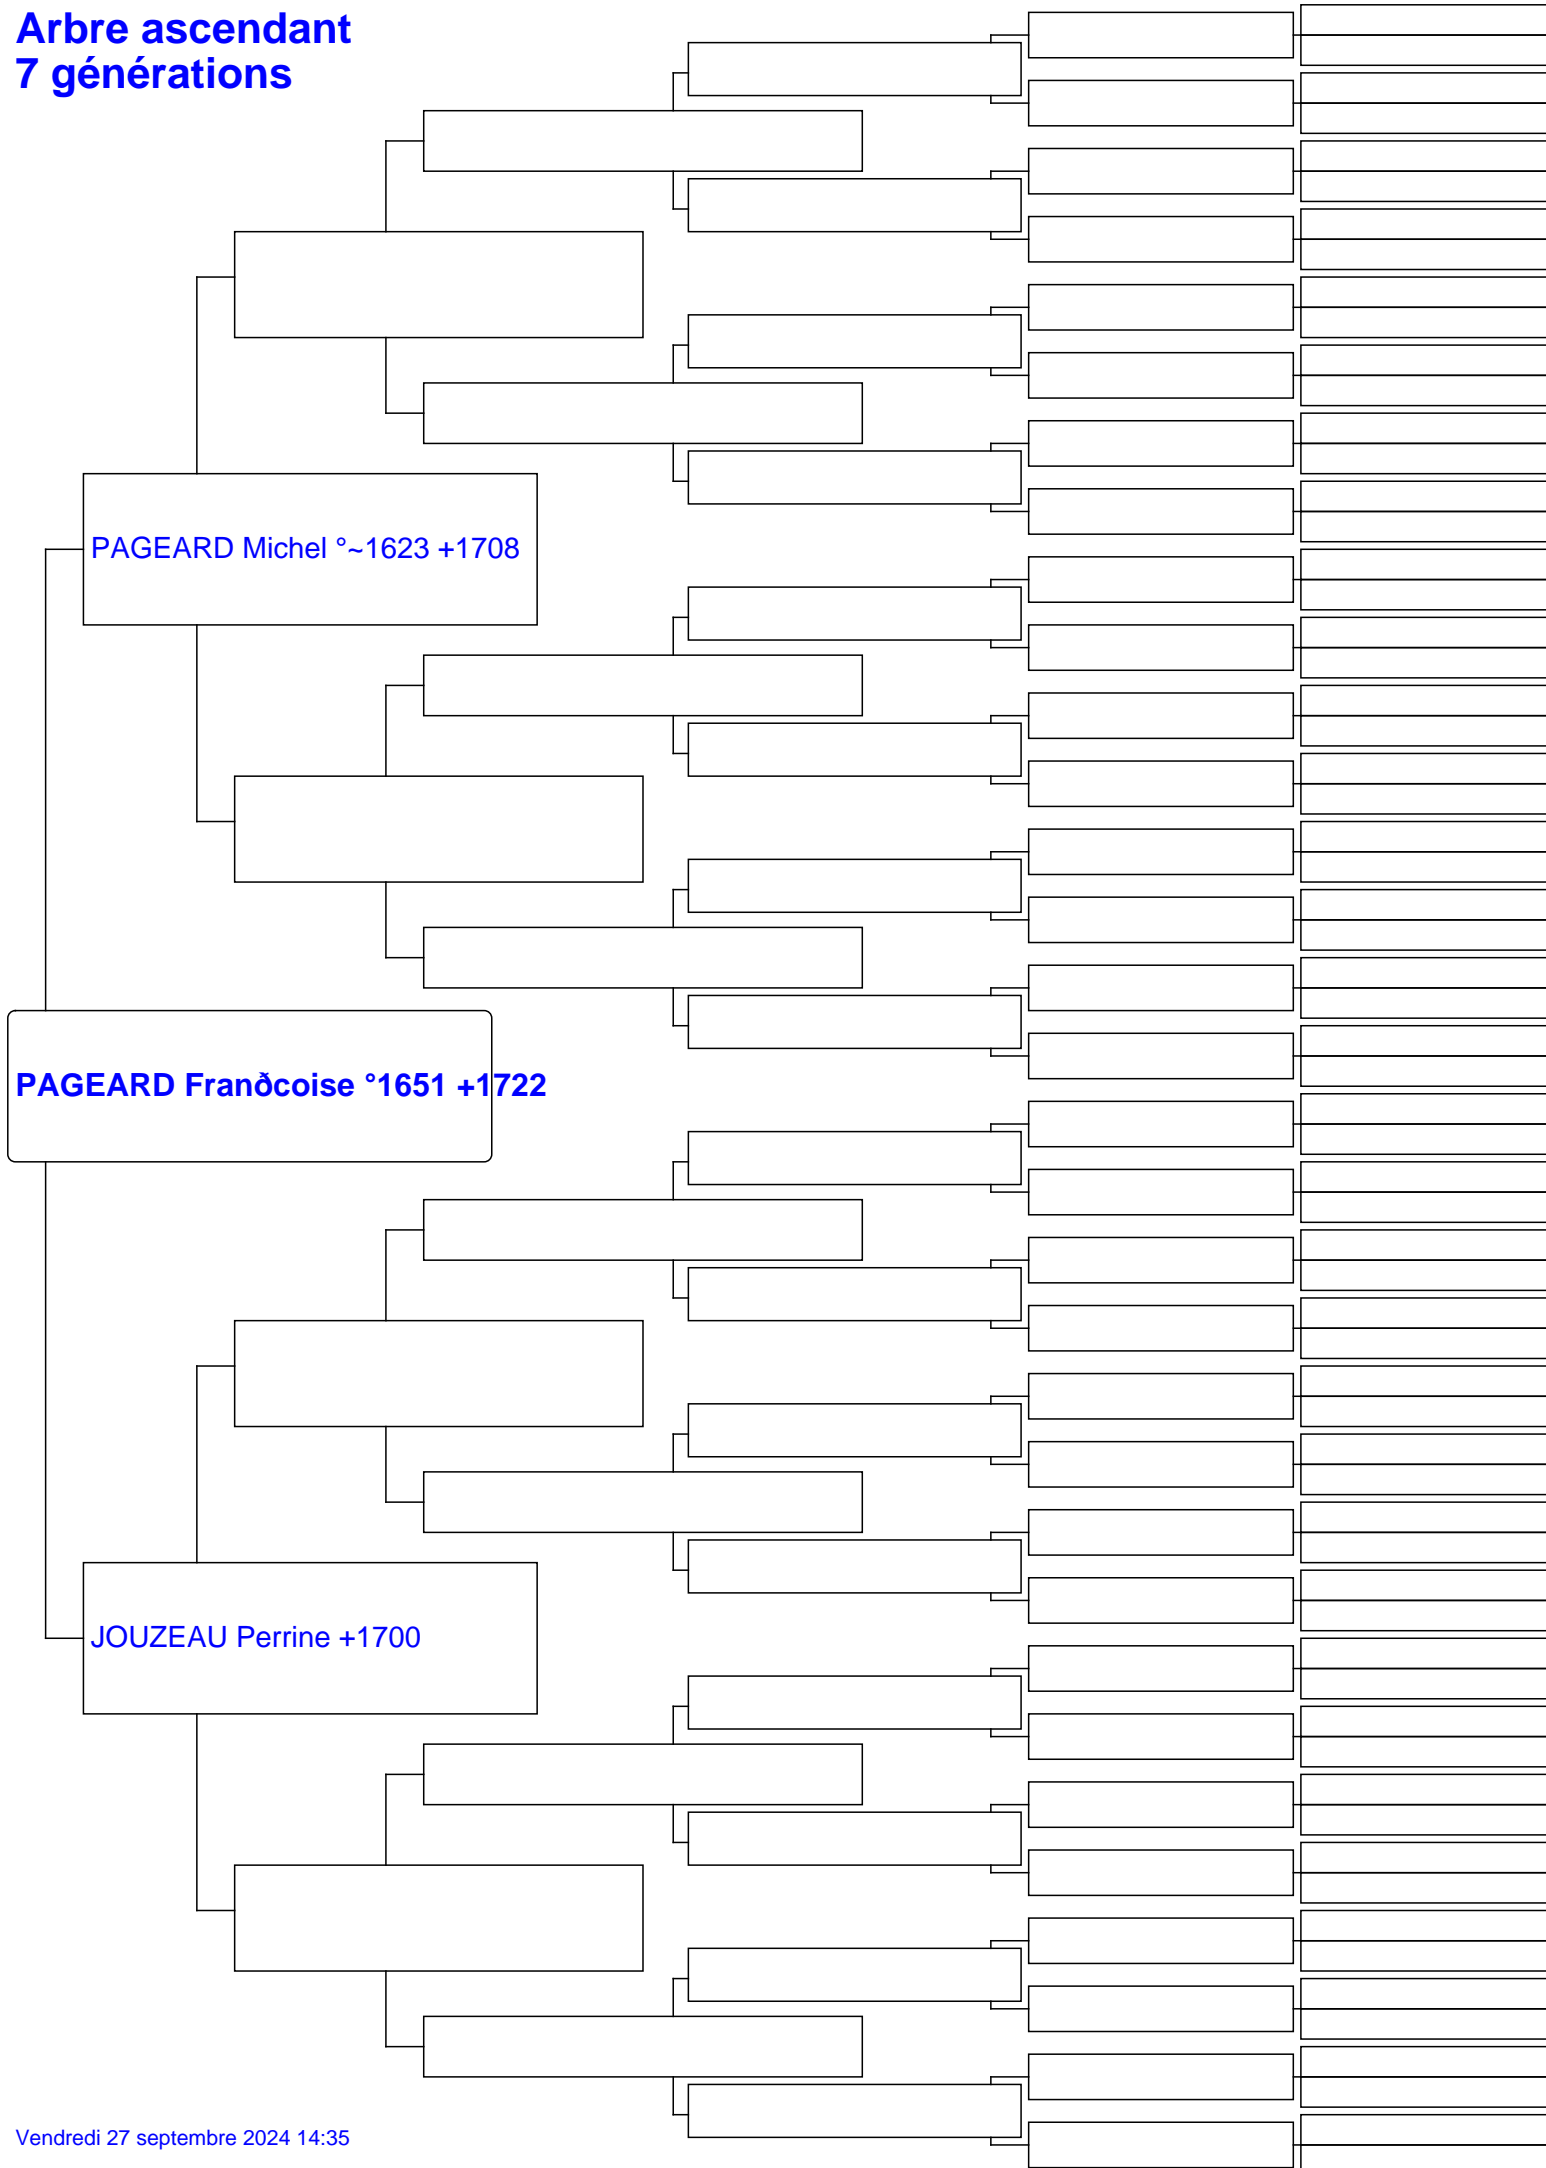 Arbre ascendant
7 générations
PAGEARD Michel °~1623 +1708
PAGEARD Franðcoise °1651 +1722
JOUZEAU Perrine +1700
Vendredi 27 septembre 2024 14:35